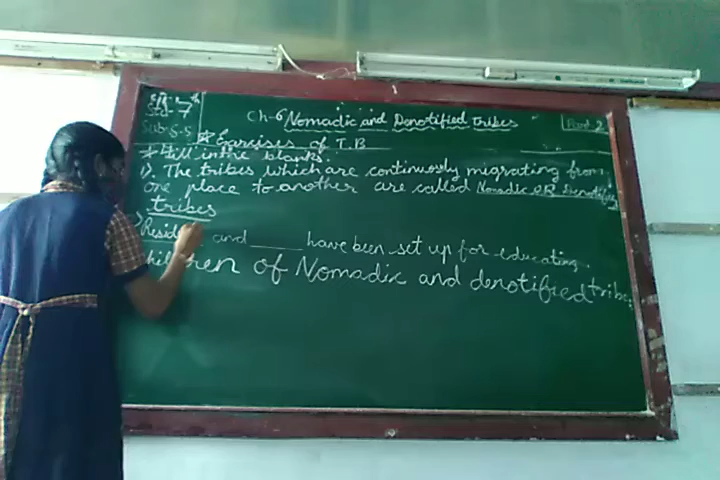 Std-7th
Sub-S.S
Ch-6 Nomadic and Denotified Tribes
Part 2
* Exercises of T.B
* Fill in the blanks.
1). The tribes which are continuously migrating from
one place to another are called Nomadic OR Denotified
tribes
Resid and ______ have been set up for educating
children of Nomadic and denotified tribe.